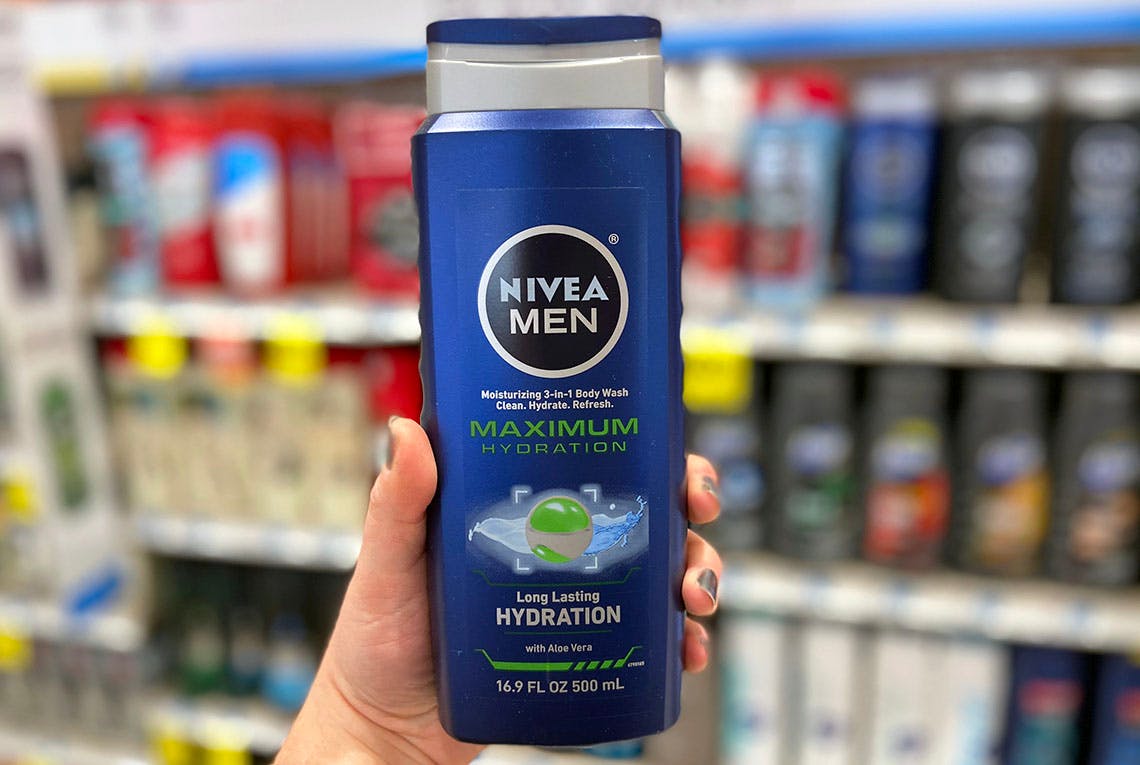 NIVEA
MEN
®
Moisturizing 3-in-1 Body Wash
Clean. Hydrate. Refresh.
MAXIMUM
HYDRATION
Long Lasting
HYDRATION
with Aloe Vera
16.9 FL OZ 500 mL